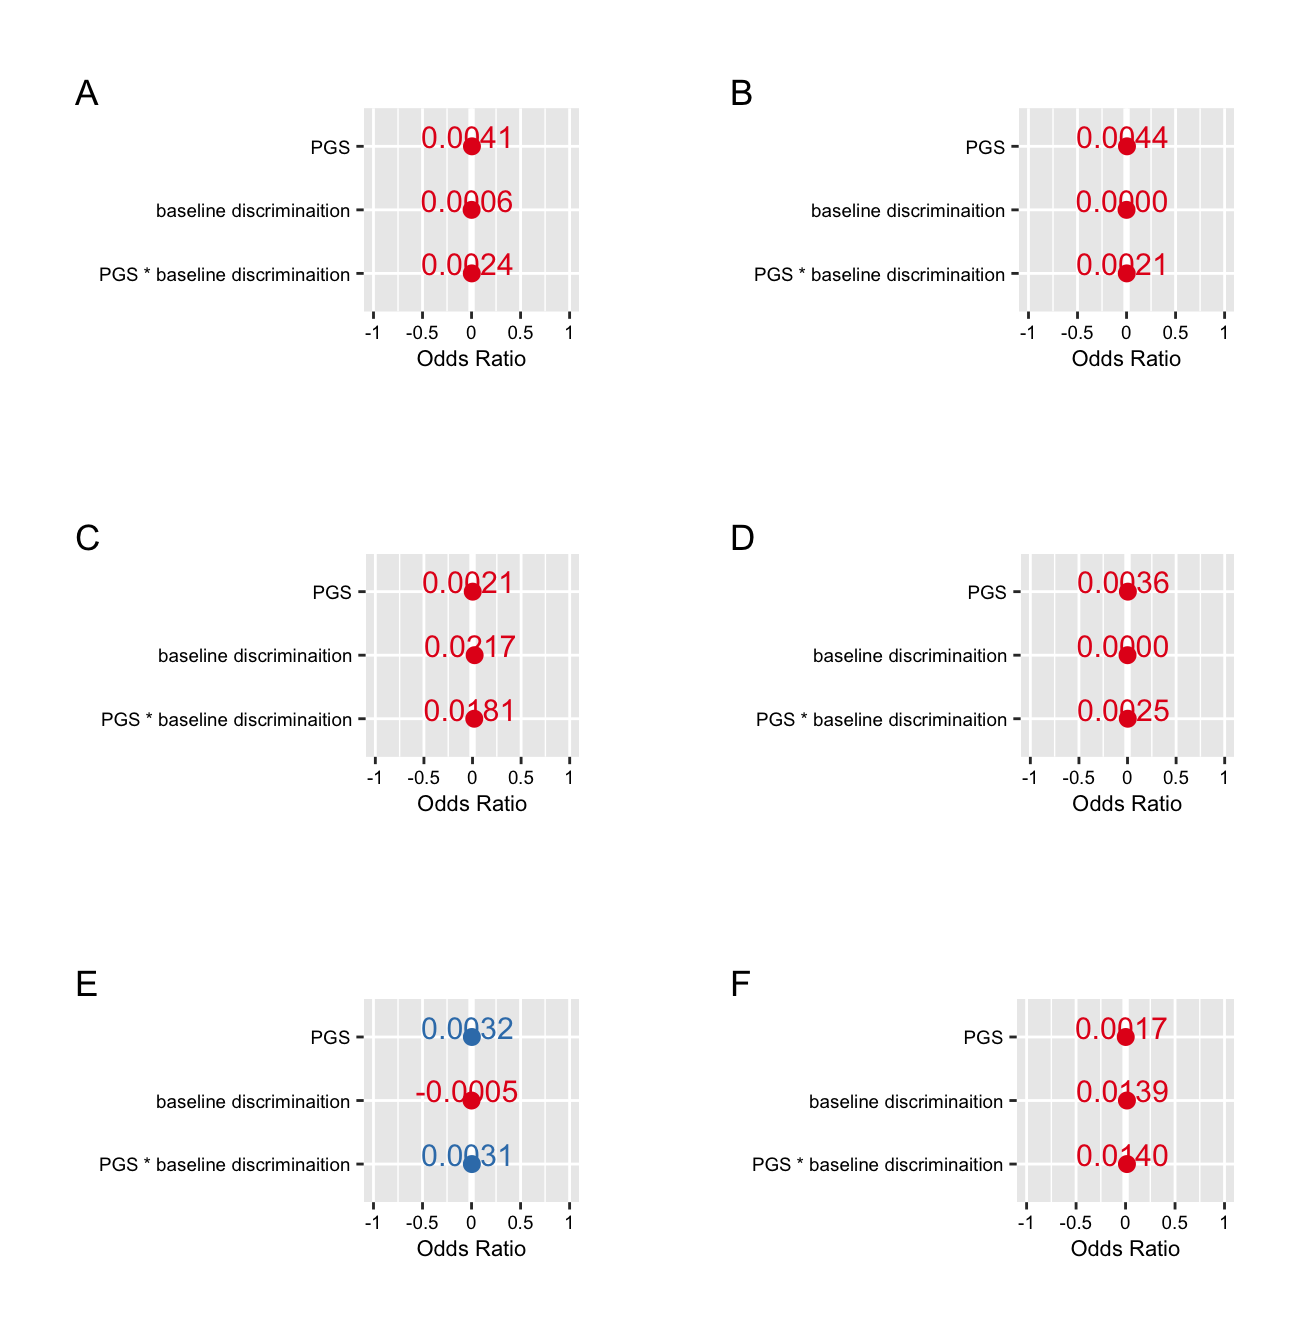 A
PGS
0.0041
baseline discriminaition
0.0006
PGS * baseline discriminaition
0.0024
-1 -0.5 0 0.5 1
Odds Ratio
B
PGS
0.0044
baseline discriminaition
0.0000
PGS * baseline discriminaition
0.0021
-1 -0.5 0 0.5 1
Odds Ratio
C
PGS
0.0021
baseline discriminaition
0.0217
PGS * baseline discriminaition
0.0181
-1 -0.5 0 0.5 1
Odds Ratio
D
PGS
0.0036
baseline discriminaition
0.0000
PGS * baseline discriminaition
0.0025
-1 -0.5 0 0.5 1
Odds Ratio
E
PGS
0.0032
baseline discriminaition
-0.0005
PGS * baseline discriminaition
0.0031
-1 -0.5 0 0.5 1
Odds Ratio
F
PGS
0.0017
baseline discriminaition
0.0139
PGS * baseline discriminaition
0.0140
-1 -0.5 0 0.5 1
Odds Ratio